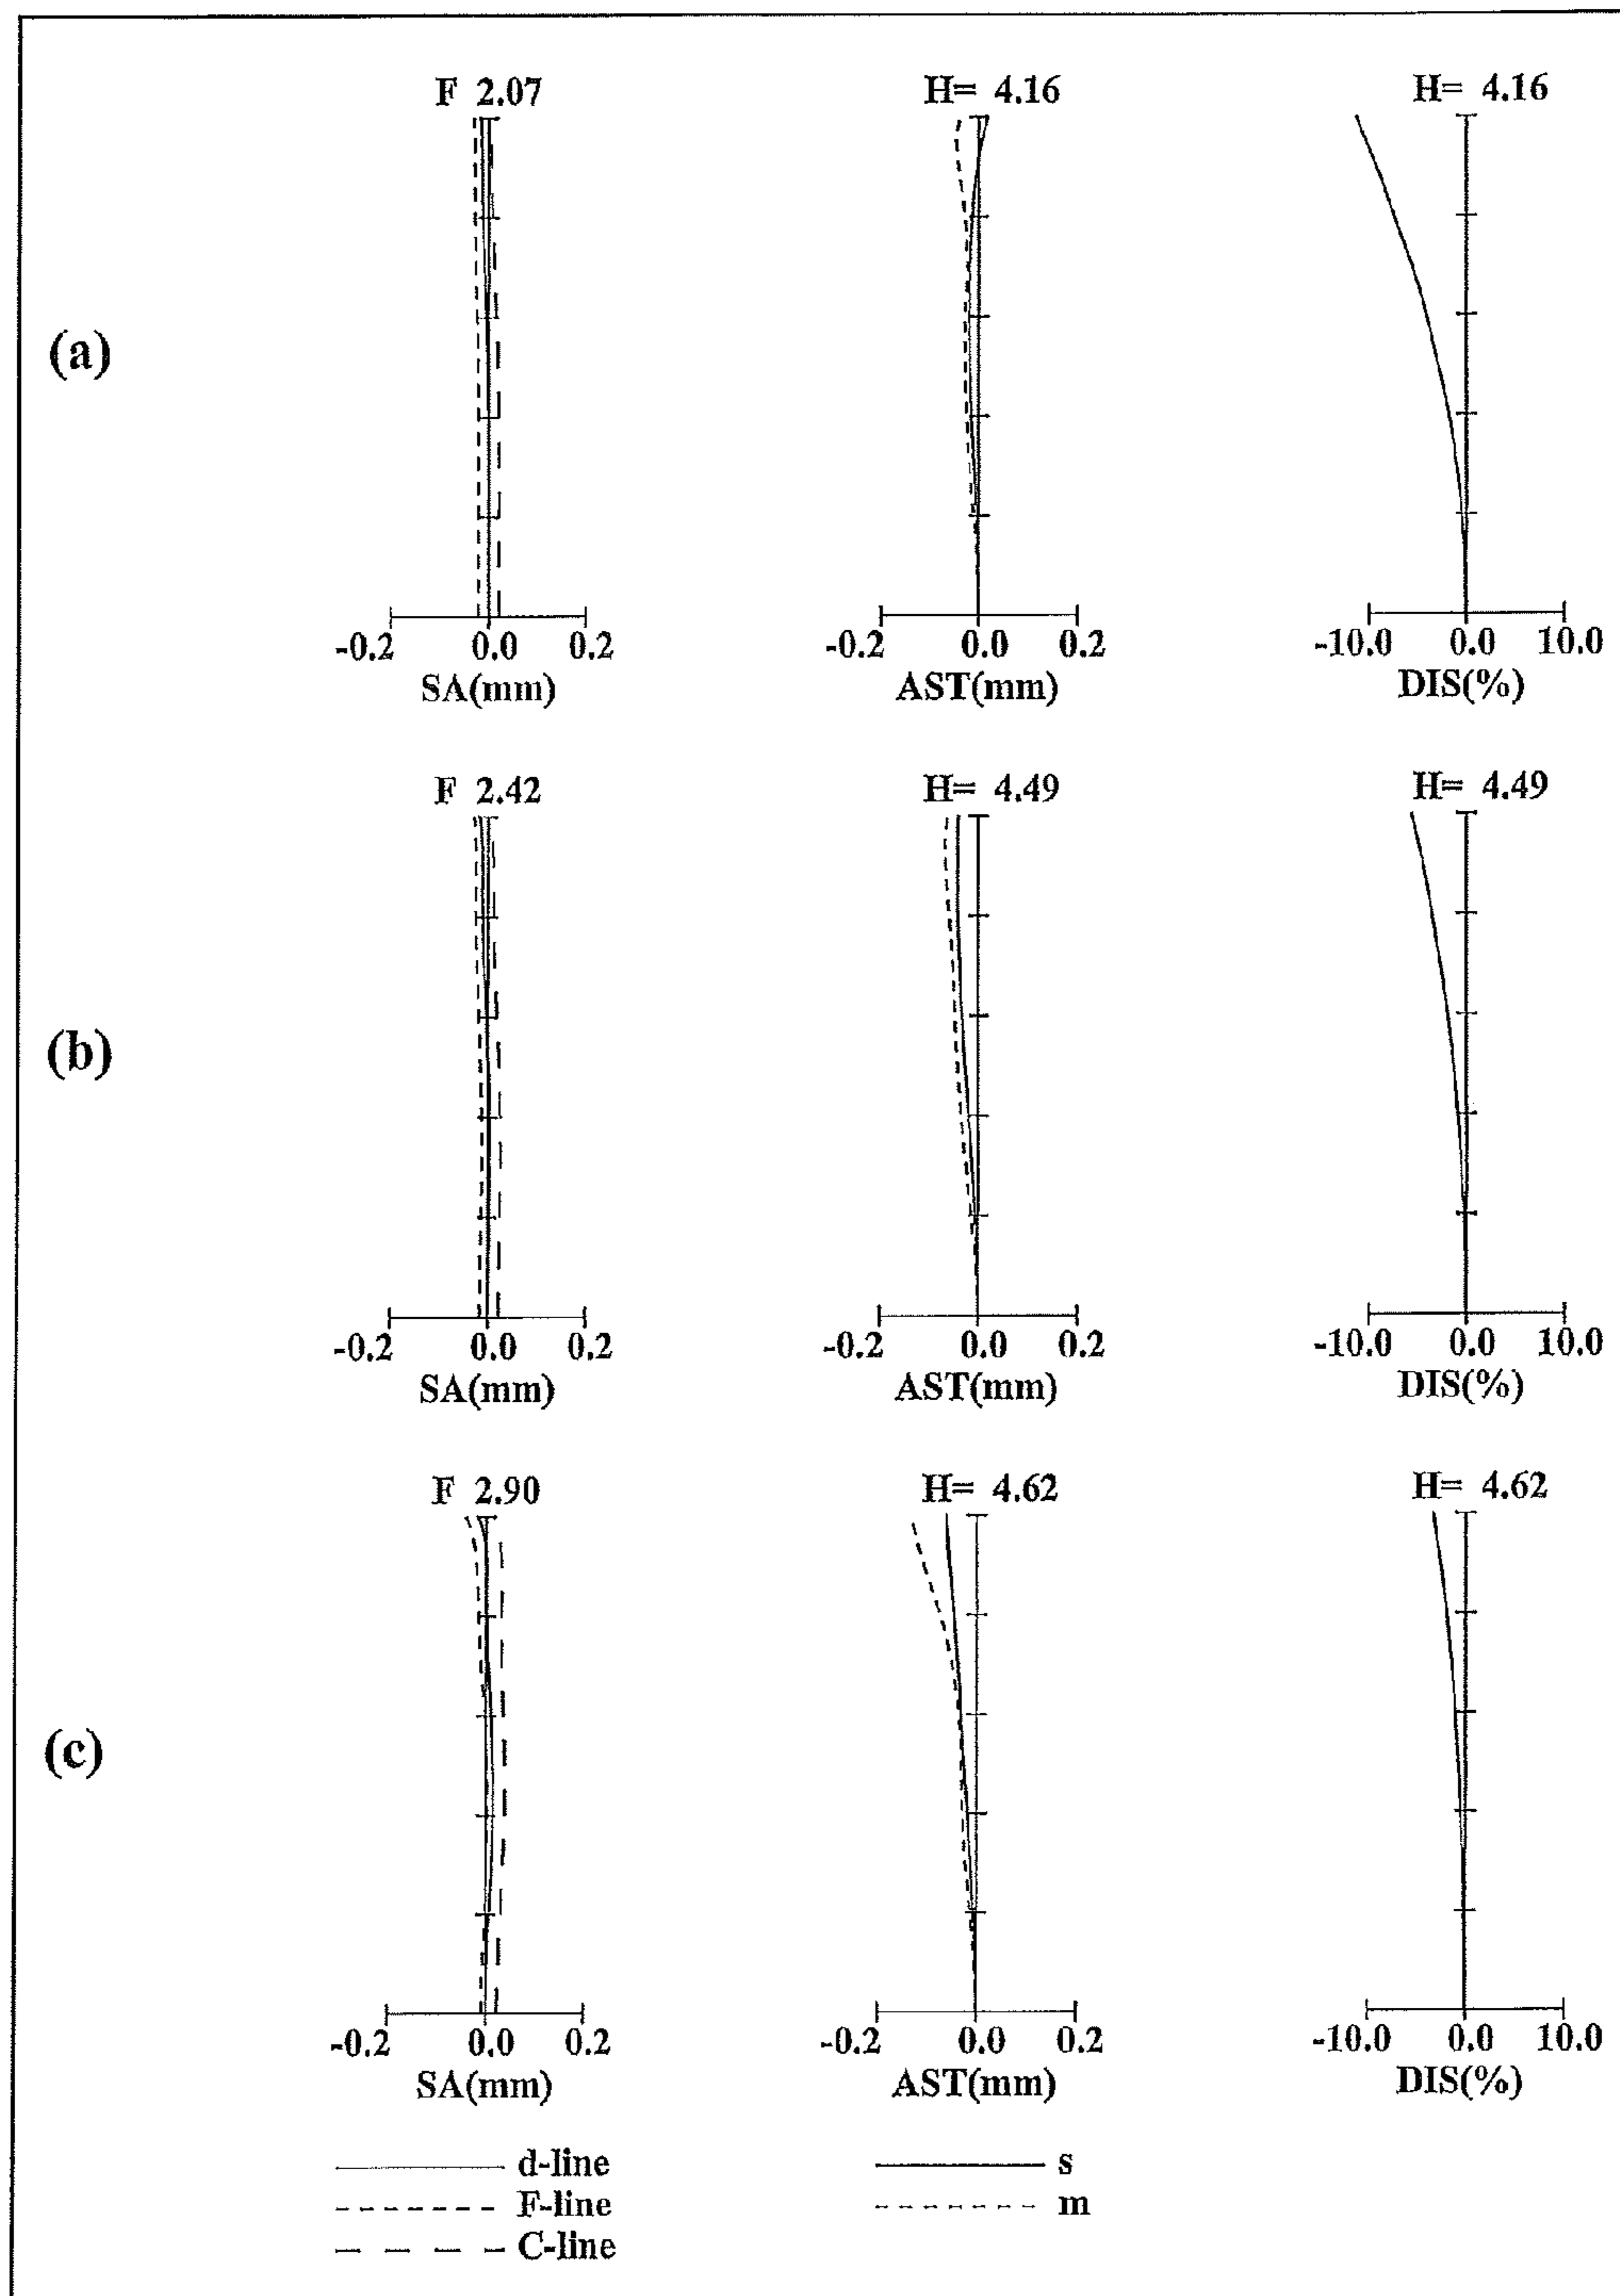 F 2.07 H= 4.16 H= 4.16
(a)
-0.2 0.0 0.2 -0.2 0.0 0.2 -10.0 0.0 10.0
SA(mm) AST(mm) DIS(%)
F 2.42 H= 4.49 H= 4.49
(b)
-0.2 0.0 0.2 -0.2 0.0 0.2 -10.0 0.0 10.0
SA(mm) AST(mm) DIS(%)
F 2.90 H= 4.62 H= 4.62
(c)
-0.2 0.0 0.2 -0.2 0.0 0.2 -10.0 0.0 10.0
SA(mm) AST(mm) DIS(%)
d-line s
F-line m
C-line